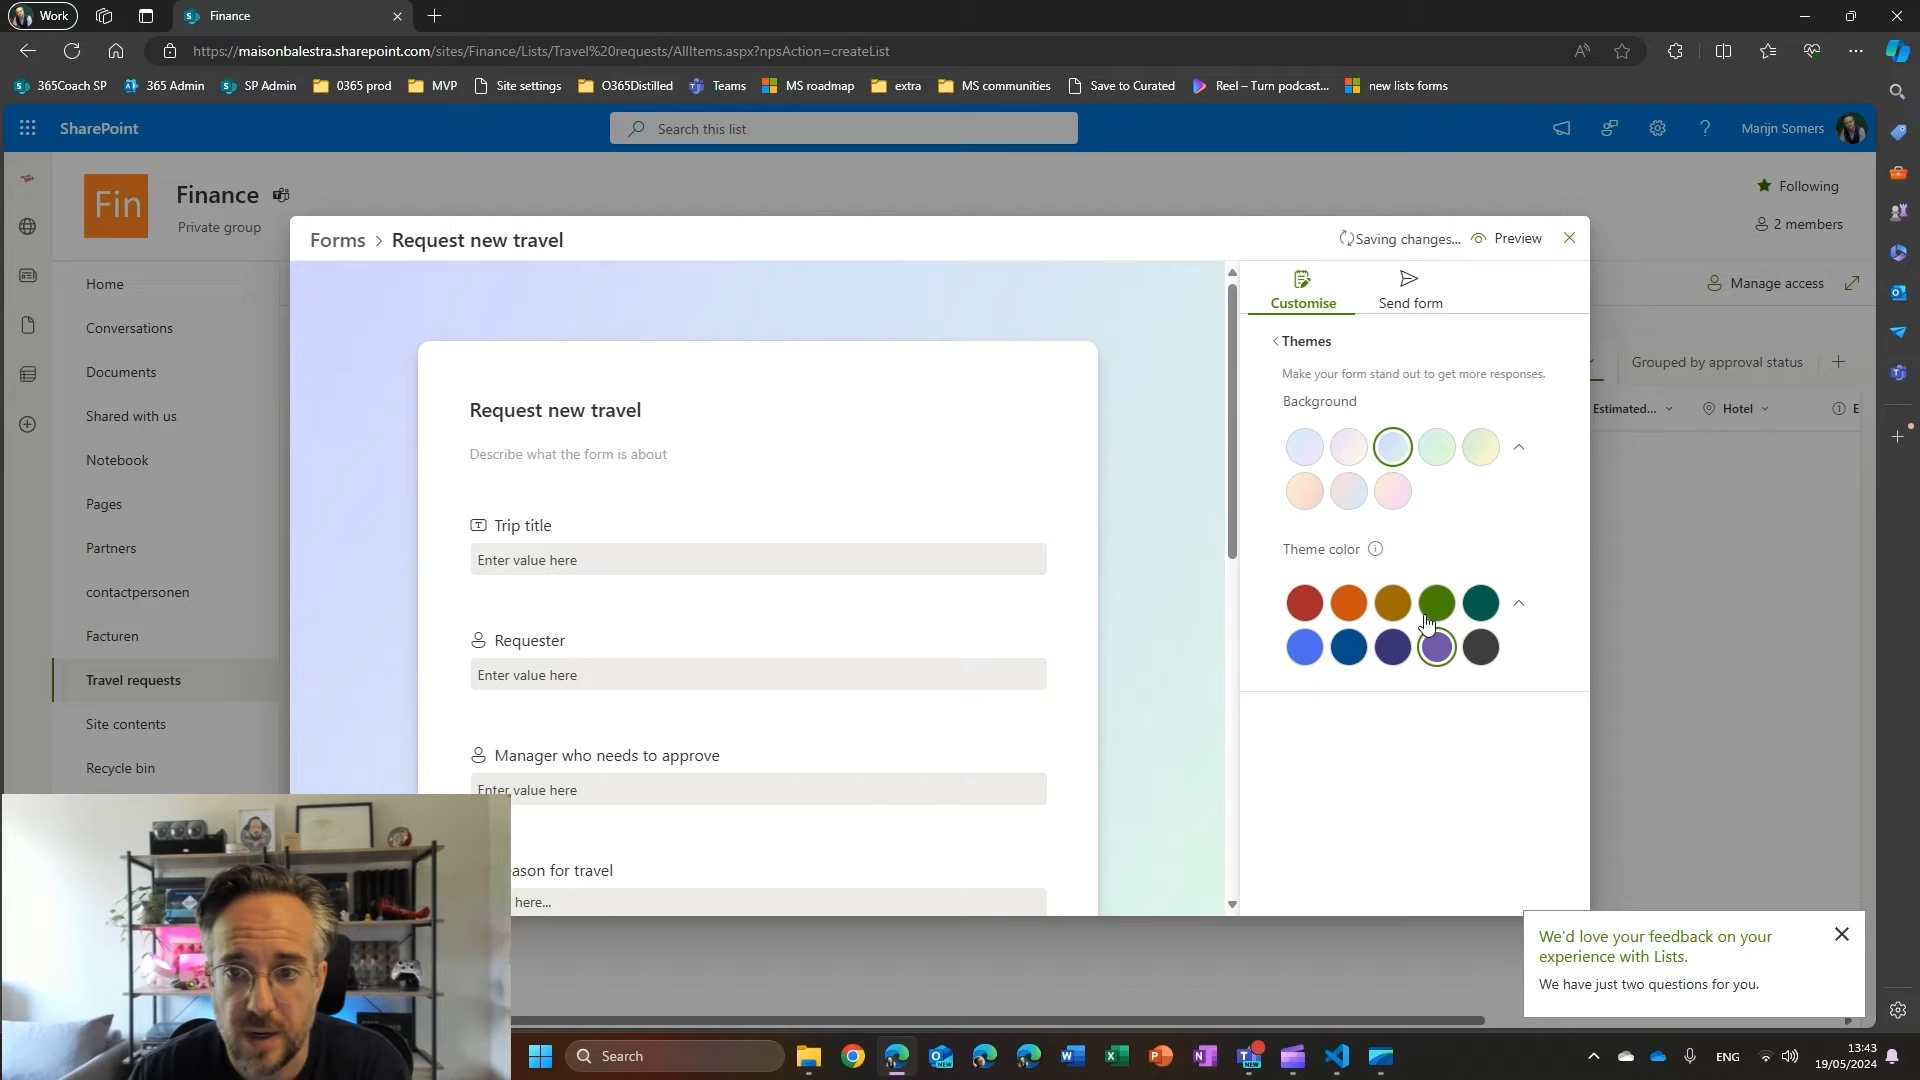 Work
Finance
https://maisonbalestra.sharepoint.com/sites/Finance/Lists/Travel%20requests/AllItems.aspx?npsAction=createList
365Coach SP
365 Admin
SP Admin
0365 prod
MVP
Site settings
O365Distilled
Teams
MS roadmap
extra
MS communities
Save to Curated
Reel – Turn podcast...
new lists forms
SharePoint
Search this list
Marijn Somers
Fin
Finance
Private group
Following
2 members
Home
Conversations
Documents
Shared with us
Notebook
Pages
Partners
contactpersonen
Facturen
Travel requests
Site contents
Recycle bin
Manage access
Grouped by approval status
Estimated...
Hotel
E
Forms > Request new travel
Saving changes...
Preview
Request new travel
Describe what the form is about
Trip title
Enter value here
Requester
Enter value here
Manager who needs to approve
Enter value here
ason for travel
here...
Customise
Send form
Themes
Make your form stand out to get more responses.
Background
Theme color
We'd love your feedback on your
experience with Lists.
We have just two questions for you.
Search
ENG
13:43
19/05/2024